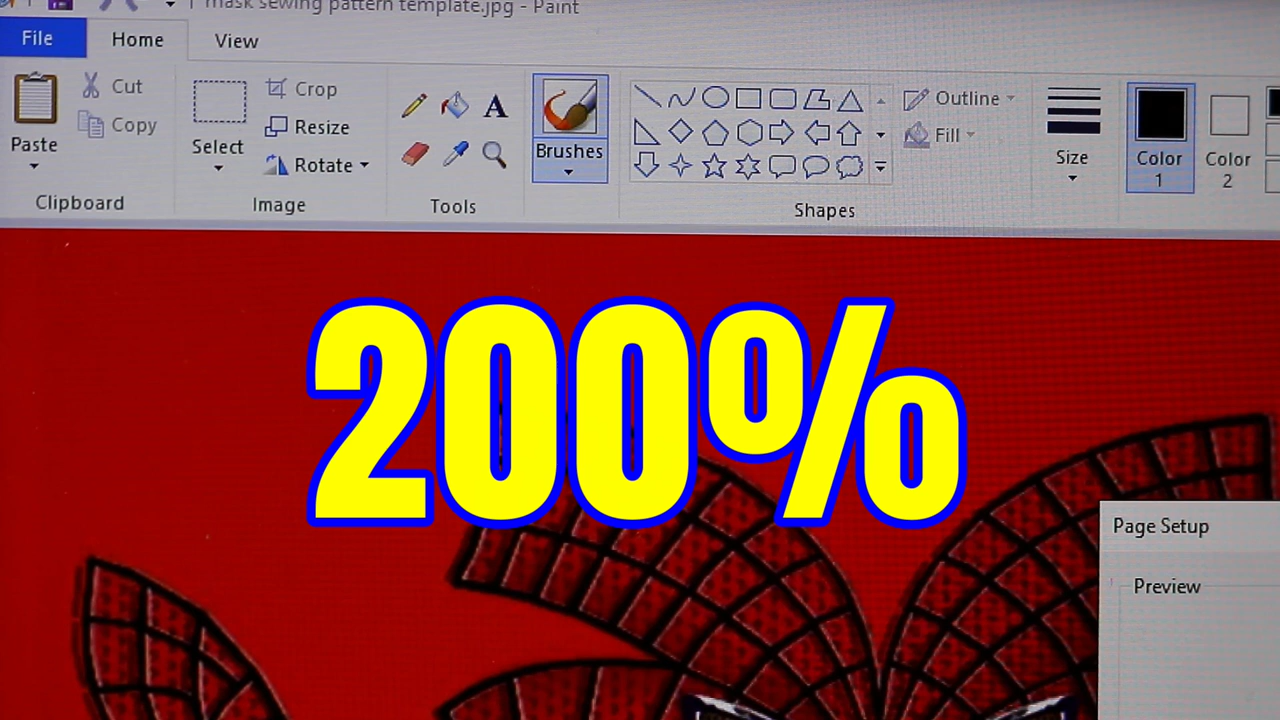 mask sewing pattern template.jpg - Paint
File Home View
Cut
Copy
Paste
Clipboard
Select
Crop
Resize
Rotate
Image
A
Tools
Brushes
Shapes
Outline
Fill
Size
Color 1
Color 2
200%
Page Setup
Preview